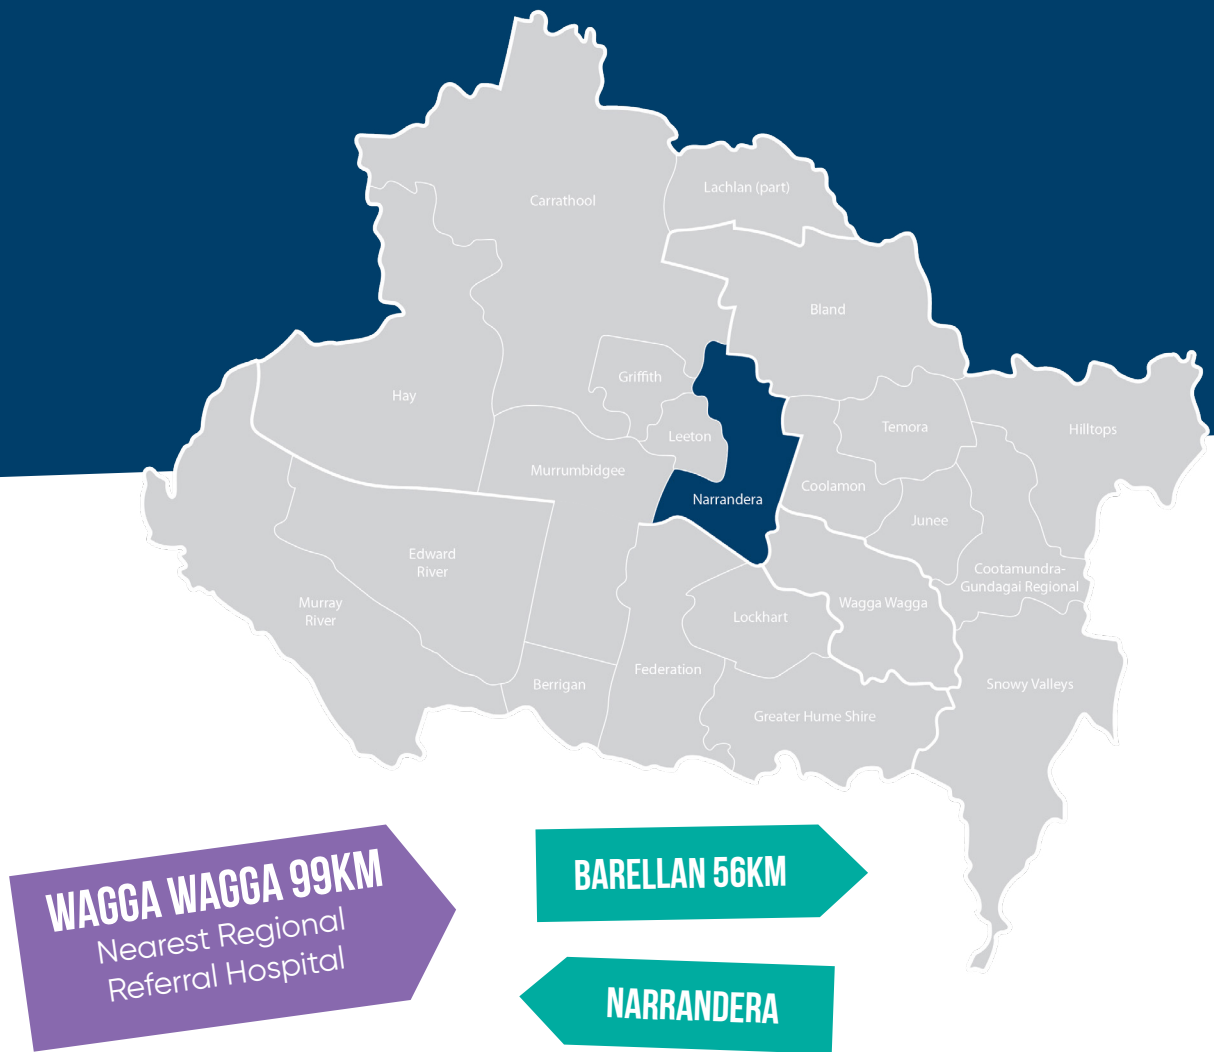 Lachlan (part)
Carrathool
Bland
Griffith
Hay
Temora
Hilltops
Leeton
Murrumbidgee
Coolamon
Narrandera
Junee
Edward
River
Cootamundra-
Gundagai Regional
Murray
River
Wagga Wagga
Lockhart
Federation
Berrigan
Snowy Valleys
Greater Hume Shire
WAGGA WAGGA 99KM
Nearest Regional
Referral Hospital
BARELLAN 56KM
NARRANDERA